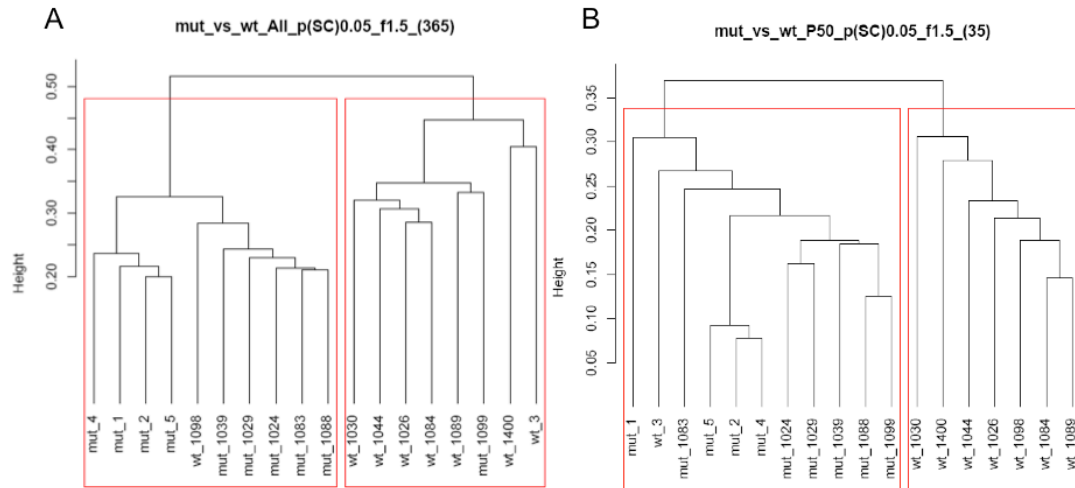 A
mut_vs_wt_All_p(SC)0.05_f1.5_(365)
Height
0.50
0.40
0.30
0.20
mut_4
mut_1
mut_2
mut_5
wt_1098
mut_1039
mut_1029
mut_1024
mut_1083
mut_1088
wt_1030
wt_1044
wt_1026
wt_1084
wt_1089
mut_1099
wt_1400
wt_3
B
mut_vs_wt_P50_p(SC)0.05_f1.5_(35)
Height
0.35
0.30
0.25
0.20
0.15
0.10
0.05
mut_1
wt_3
mut_1083
mut_5
mut_2
mut_4
mut_1024
mut_1029
mut_1039
mut_1088
mut_1099
wt_1030
wt_1400
wt_1044
wt_1026
wt_1098
wt_1084
wt_1089